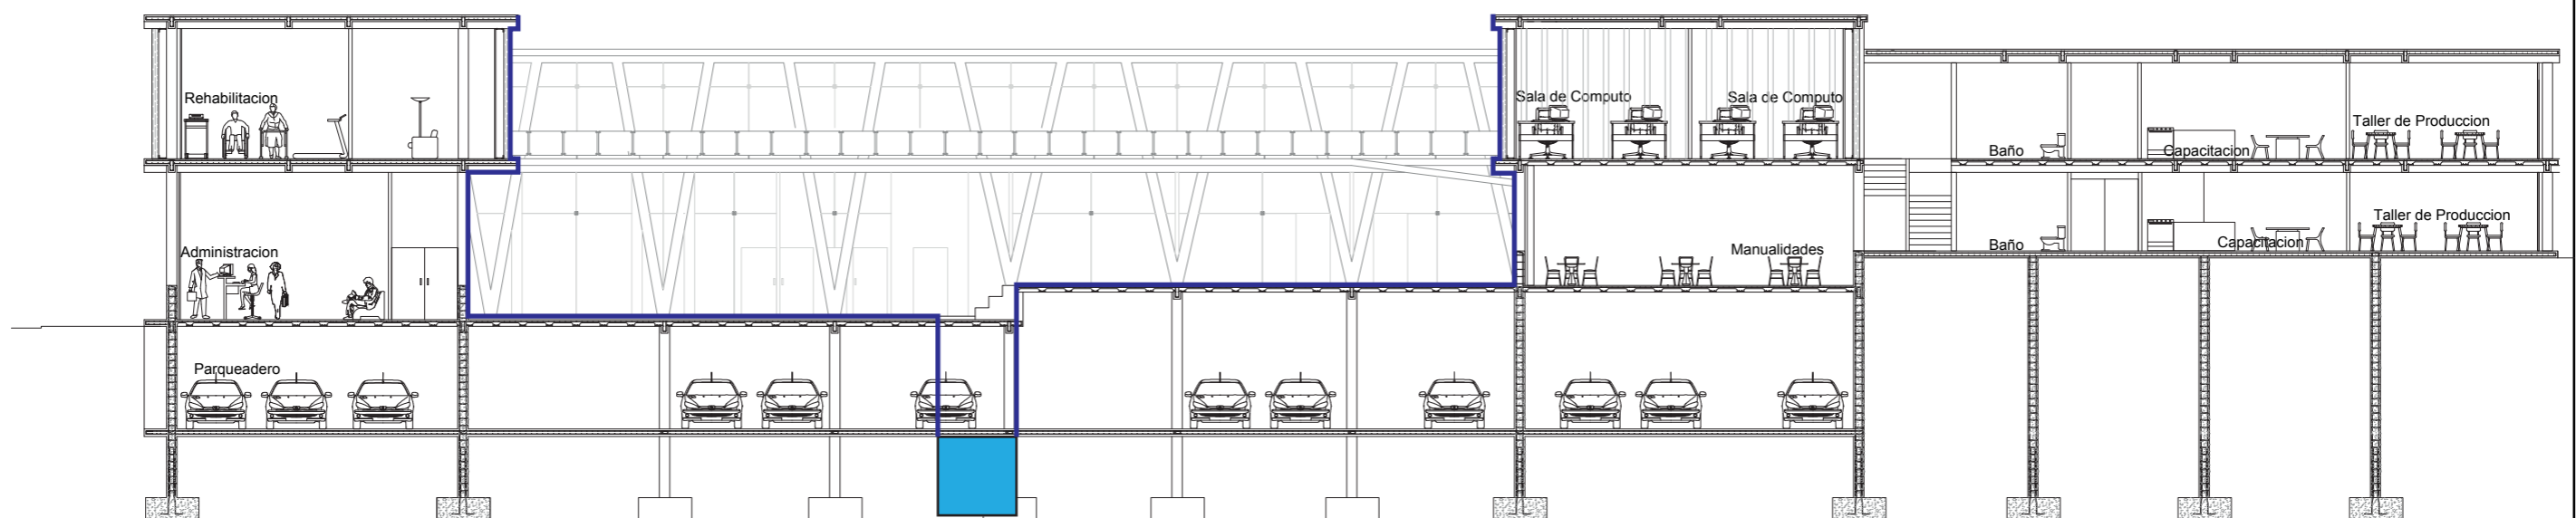 Rehabilitacion
Sala de Computo
Sala de Computo
Taller de Produccion
Baño
Capacitacion
Administracion
Manualidades
Taller de Produccion
Baño
Capacitacion
Parqueadero